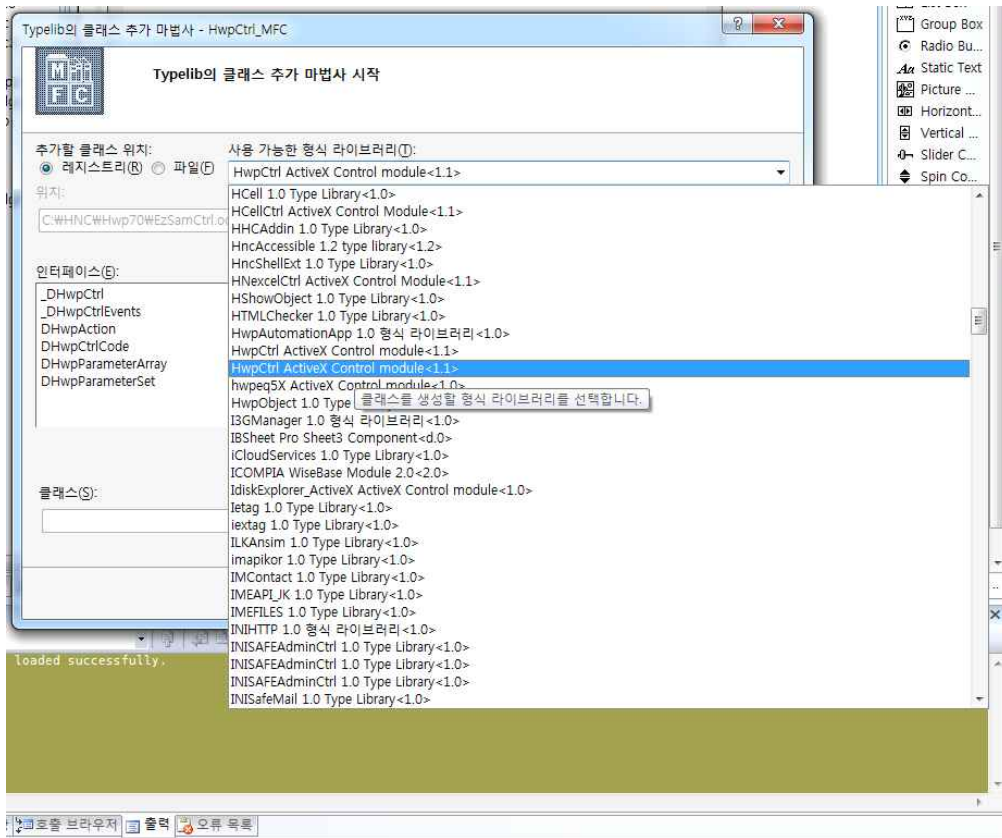 Typelib의 클래스 추가 마법사 - HwpCtrl_MFC
Typelib의 클래스 추가 마법사 시작
추가할 클래스 위치:
레지스트리(R) 파일(F)
사용 가능한 형식 라이브러리(T):
HwpCtrl ActiveX Control module<1.1>
위치:
C:₩HNC₩Hwp70₩EzSamCtrl.oc
인터페이스(E):
_DHwpCtrl
_DHwpCtrlEvents
DHwpAction
DHwpCtrlCode
DHwpParameterArray
DHwpParameterSet
클래스(S):
HCell 1.0 Type Library<1.0>
HCellCtrl ActiveX Control Module<1.1>
HHCAddin 1.0 Type Library<1.0>
HncAccessible 1.2 type library<1.2>
HncShellExt 1.0 Type Library<1.0>
HNexcelCtrl ActiveX Control Module<1.1>
HShowObject 1.0 Type Library<1.0>
HTMLChecker 1.0 Type Library<1.0>
HwpAutomationApp 1.0 형식 라이브러리<1.0>
HwpCtrl ActiveX Control module<1.1>
HwpCtrl ActiveX Control module<1.1>
hwpeq5X ActiveX Control module<1.0>
HwpObject 1.0 Type
클래스를 생성할 형식 라이브러리를 선택합니다.
I3GManager 1.0 형식 라이브러리<1.0>
IBSheet Pro Sheet3 Component<d.0>
iCloudServices 1.0 Type Library<1.0>
ICOMPIA WiseBase Module 2.0<2.0>
IdiskExplorer_ActiveX ActiveX Control module<1.0>
Ietag 1.0 Type Library<1.0>
iextag 1.0 Type Library<1.0>
ILKAnsim 1.0 Type Library<1.0>
imapikor 1.0 Type Library<1.0>
IMContact 1.0 Type Library<1.0>
IMEAPI_JK 1.0 Type Library<1.0>
IMEFILES 1.0 Type Library<1.0>
INIHTTP 1.0 형식 라이브러리<1.0>
INISAFEAdminCtrl 1.0 Type Library<1.0>
INISAFEAdminCtrl 1.0 Type Library<1.0>
INISAFEAdminCtrl 1.0 Type Library<1.0>
INISafeMail 1.0 Type Library<1.0>
Group Box
Radio Bu...
Static Text
Picture ...
Horizont...
Vertical ...
Slider C...
Spin Co...
loaded successfully.
호출 브라우저 출력 오류 목록